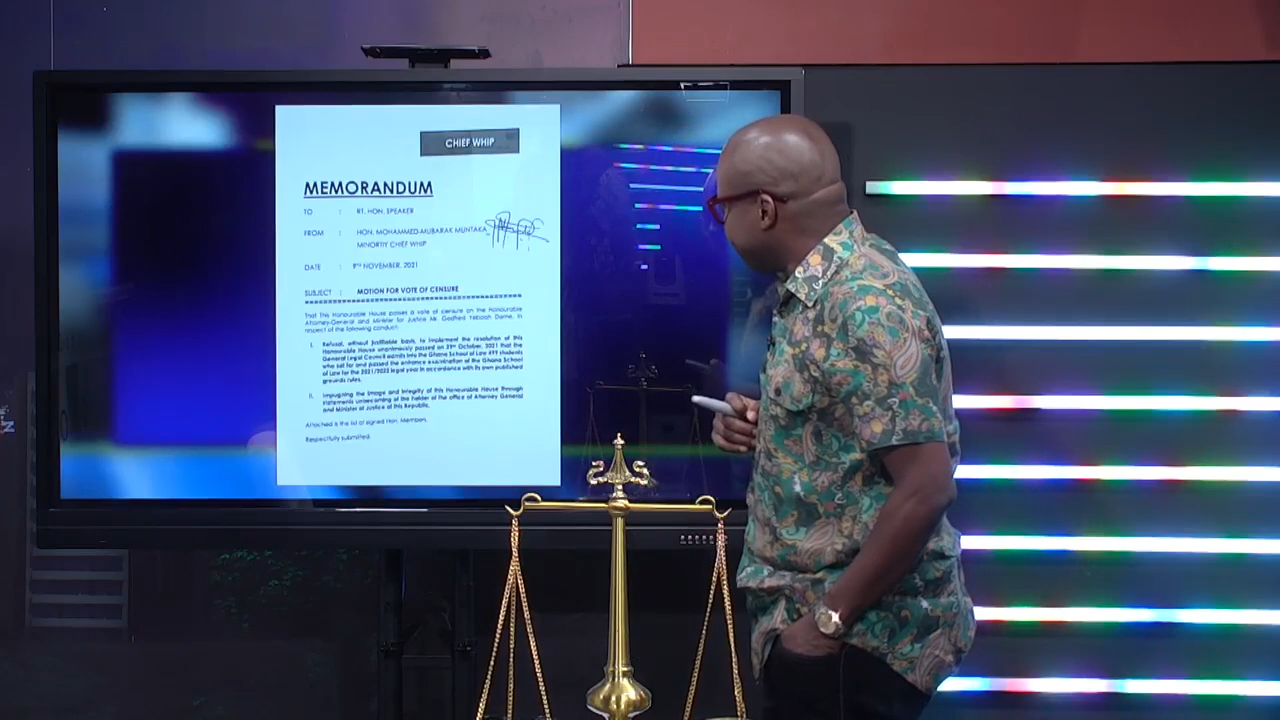 CHIEF WHIP
MEMORANDUM
TO : RT. HON. SPEAKER
FROM : HON. MOHAMMED-MUBARAK MUNTAKA
MINORITY CHIEF WHIP
DATE : 9TH NOVEMBER, 2021
SUBJECT : MOTION FOR VOTE OF CENSURE
That This Honourable House passes a vote of censure on the Honourable
Attorney-General and Minister for Justice Mr. Godfred Yeboah Dame, in
respect of the following conduct:
I. Refusal, without justifiable basis, to implement the resolution of this
Honourable House unanimously passed on 29th October, 2021 that the
General Legal Council admits into the Ghana School of Law 499 students
who sat for and passed the entrance examination of the Ghana School
of Law for the 2021/2022 legal year in accordance with its own published
grounds rules.
II. Impugning the image and integrity of this Honourable House through
statements unbecoming of the holder of the office of Attorney General
and Minister of Justice of this Republic.
Attached is the list of signed Hon. Members.
Respectfully submitted.